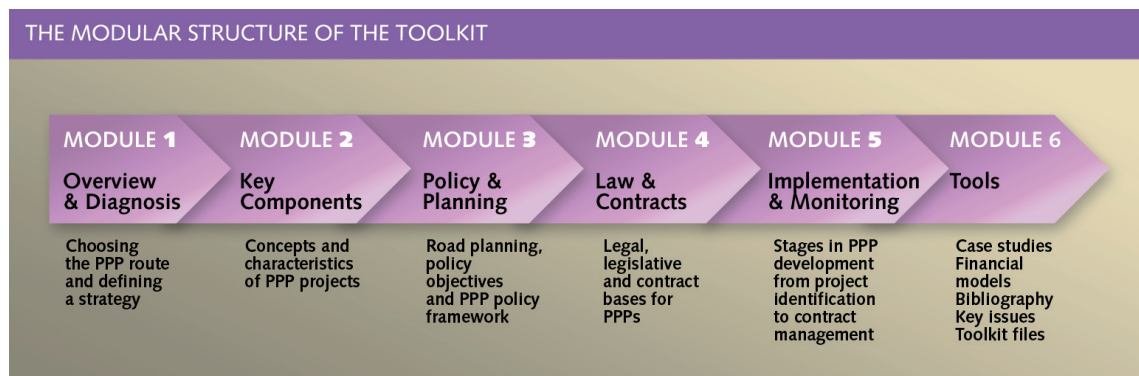 THE MODULAR STRUCTURE OF THE TOOLKIT
MODULE 1
Overview
& Diagnosis
Choosing
the PPP route
and defining
a strategy
MODULE 2
Key
Components
Concepts and
characteristics
of PPP projects
MODULE 3
Policy &
Planning
Road planning,
policy
objectives
and PPP policy
framework
MODULE 4
Law &
Contracts
Legal,
legislative
and contract
bases for
PPPs
MODULE 5
Implementation
& Monitoring
Stages in PPP
development
from project
identification
to contract
management
MODULE 6
Tools
Case studies
Financial
models
Bibliography
Key issues
Toolkit files